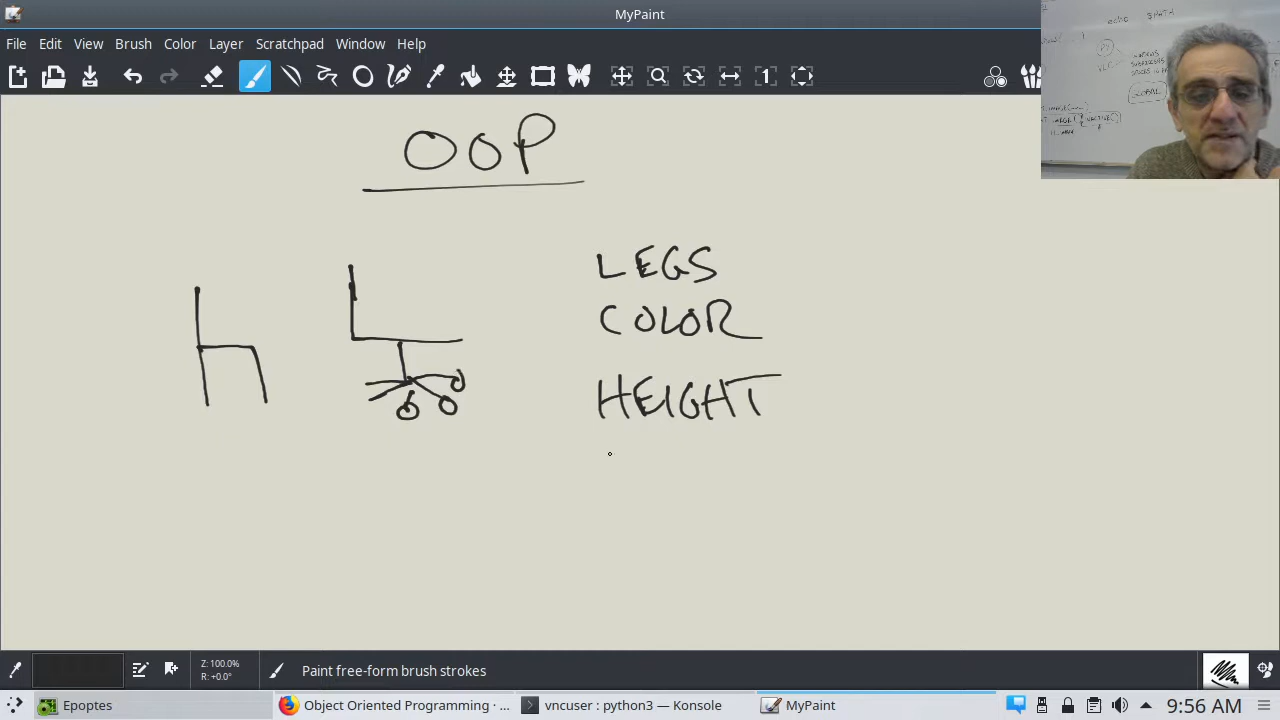 MyPaint
File Edit View Brush Color Layer Scratchpad Window Help
OOP
LEGS
COLOR
HEIGHT
Z: 100.0%
R: +0.0°
Paint free-form brush strokes
Epoptes
Object Oriented Programming · ...
vncuser : python3 — Konsole
MyPaint
9:56 AM